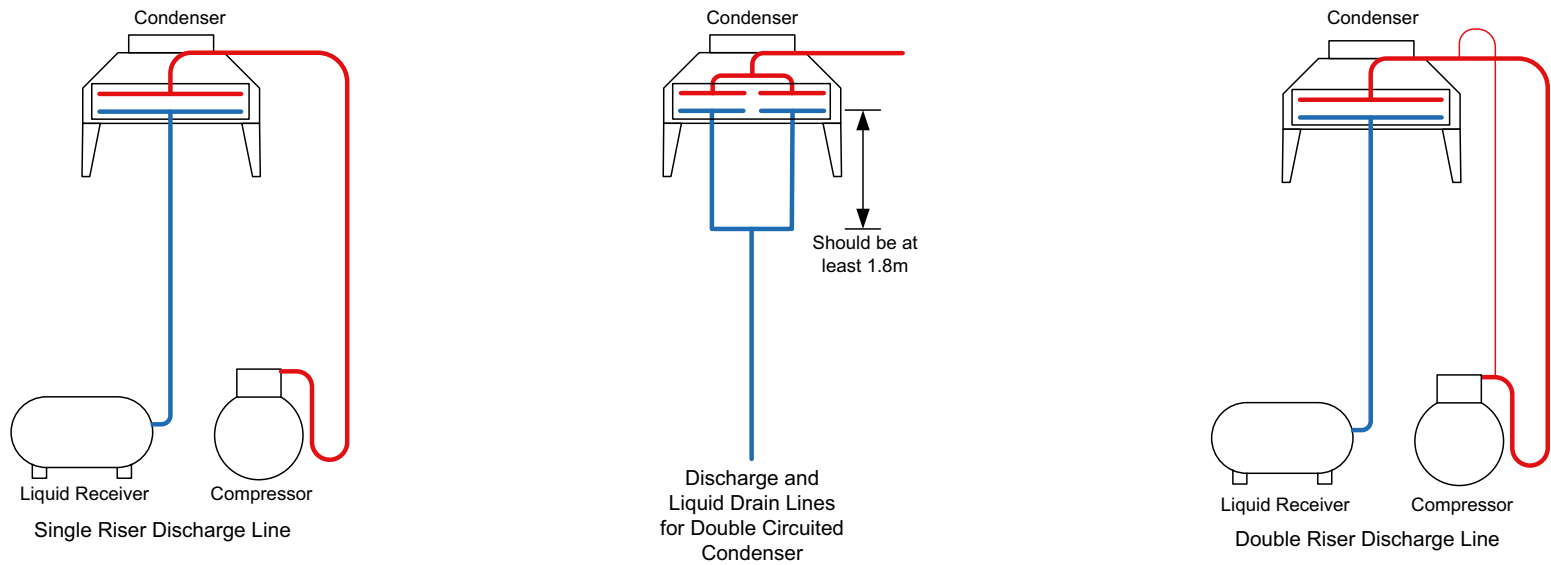 Condenser
Liquid Receiver
Compressor
Single Riser Discharge Line
Condenser
Should be at
least 1.8m
Discharge and
Liquid Drain Lines
for Double Circuited
Condenser
Condenser
Liquid Receiver
Compressor
Double Riser Discharge Line